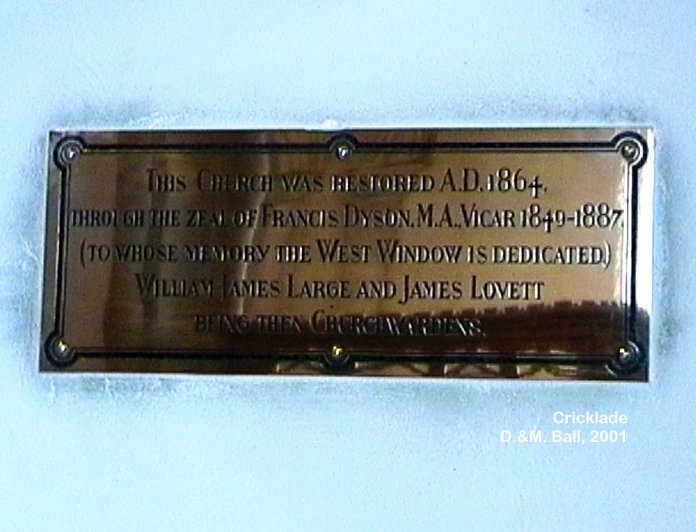 This Church was restored A.D. 1864,
through the zeal of Francis Dyson, M.A., Vicar 1849-1887,
(to whose memory the West Window is dedicated,)
William James Large and James Lovett
being then Churchwardens.
Cricklade
D.&M. Ball, 2001